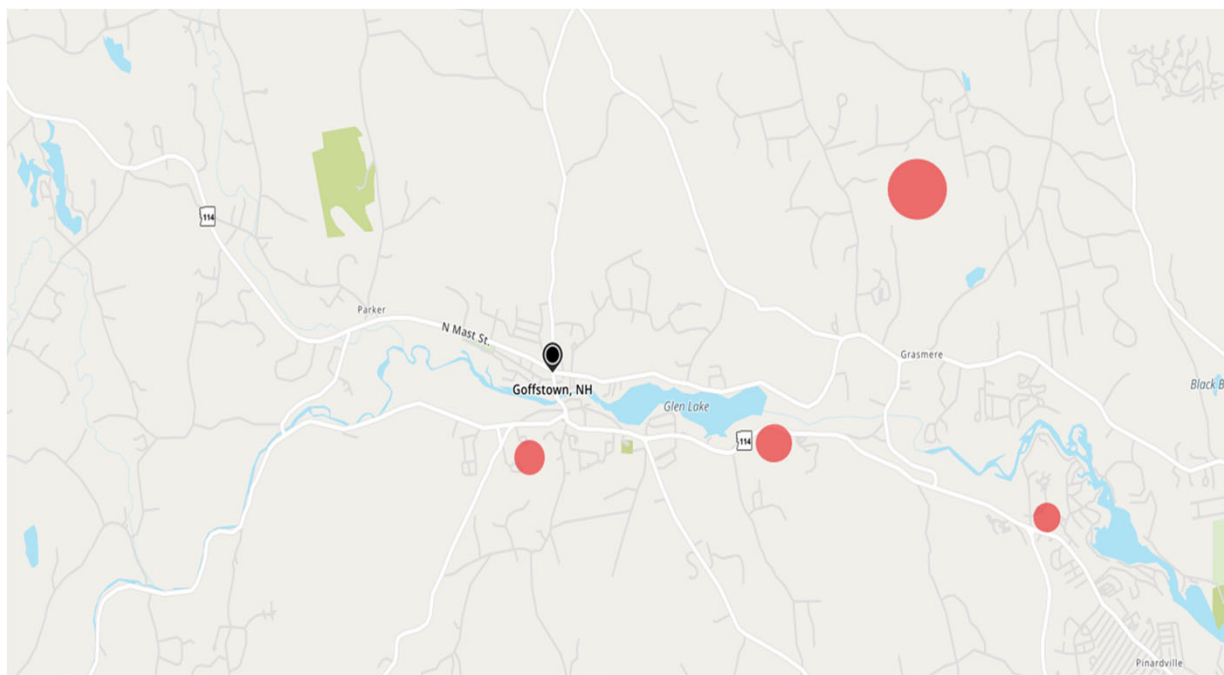 114
Parker
N Mast St.
Goffstown, NH
Grasmere
Glen Lake
Black B
114
Pinardville